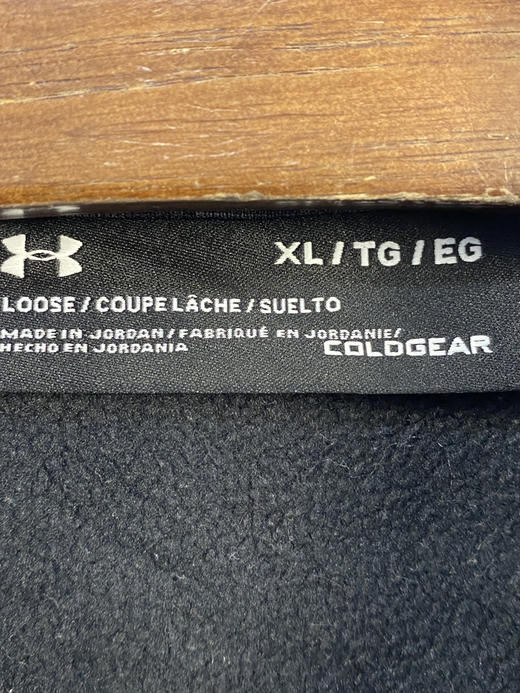 XL / TG / EG
LOOSE / COUPE LÂCHE / SUELTO
MADE IN JORDAN / FABRIQUÉ EN JORDANIE/
HECHO EN JORDANIA
COLDGEAR